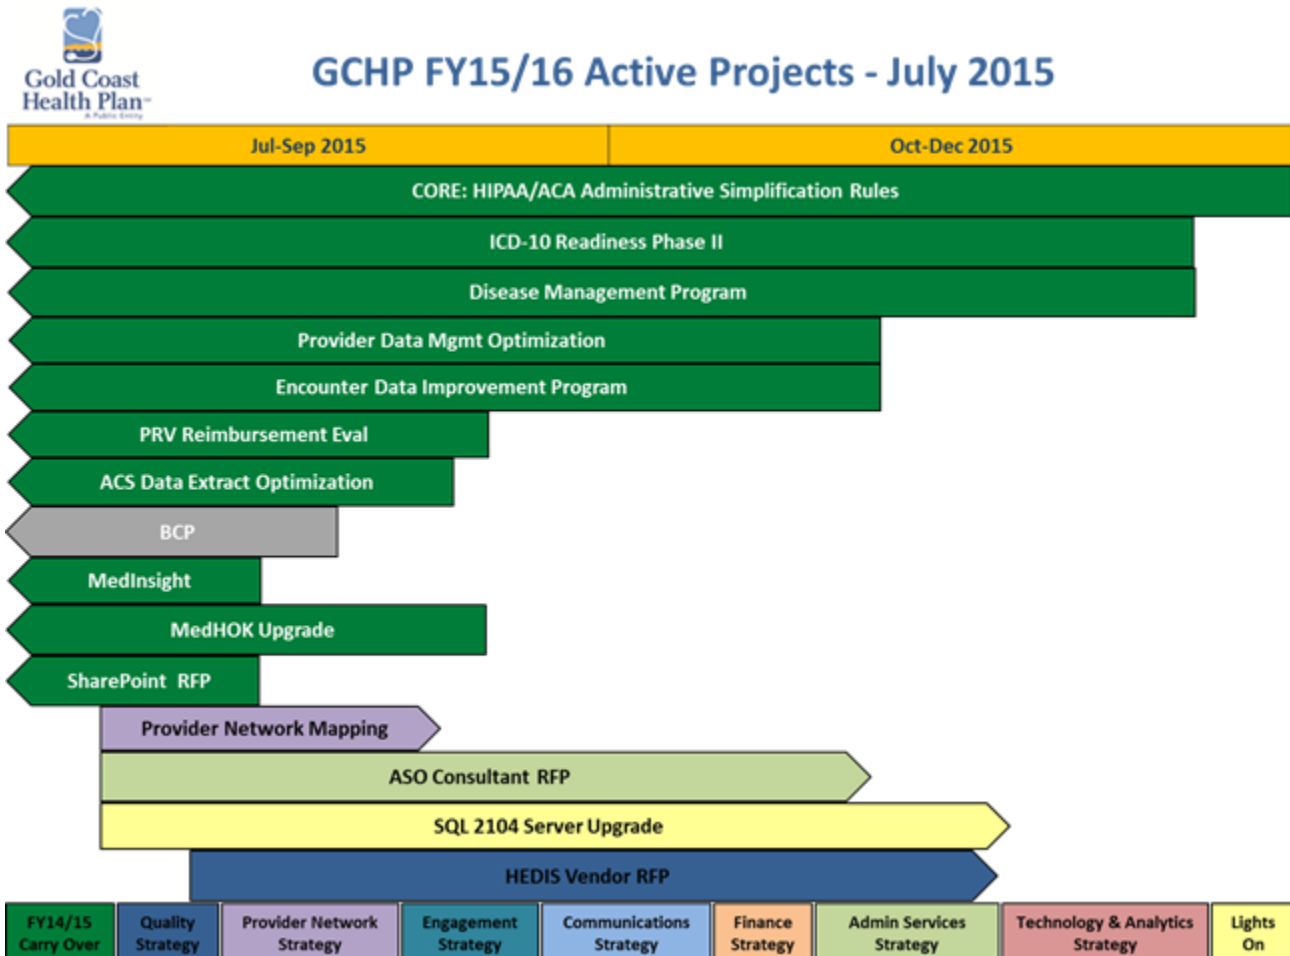 Gold Coast
Health Plan™
A Public Entity
GCHP FY15/16 Active Projects - July 2015
Jul-Sep 2015
Oct-Dec 2015
CORE: HIPAA/ACA Administrative Simplification Rules
ICD-10 Readiness Phase II
Disease Management Program
Provider Data Mgmt Optimization
Encounter Data Improvement Program
PRV Reimbursement Eval
ACS Data Extract Optimization
BCP
MedInsight
MedHOK Upgrade
SharePoint RFP
Provider Network Mapping
ASO Consultant RFP
SQL 2104 Server Upgrade
HEDIS Vendor RFP
FY14/15
Carry Over
Quality
Strategy
Provider Network
Strategy
Engagement
Strategy
Communications
Strategy
Finance
Strategy
Admin Services
Strategy
Technology & Analytics
Strategy
Lights
On